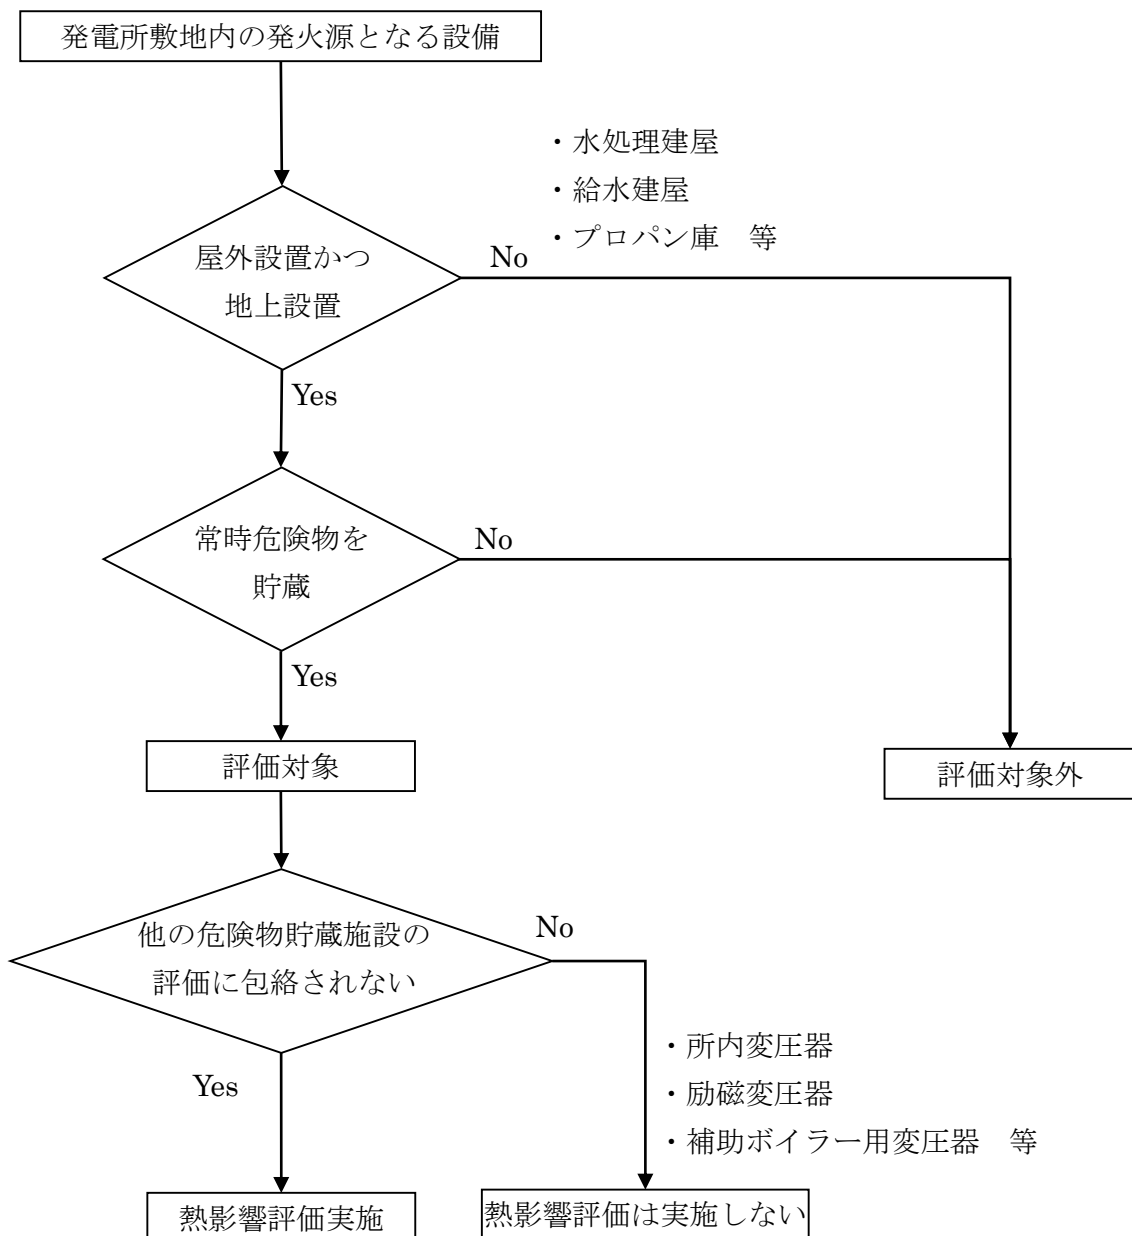 発電所敷地内の発火源となる設備
・水処理建屋
・給水建屋
・プロパン庫　等
屋外設置かつ
地上設置
No
Yes
常時危険物を
貯蔵
No
Yes
評価対象
評価対象外
他の危険物貯蔵施設の
評価に包絡されない
No
Yes
・所内変圧器
・励磁変圧器
・補助ボイラー用変圧器　等
熱影響評価実施
熱影響評価は実施しない